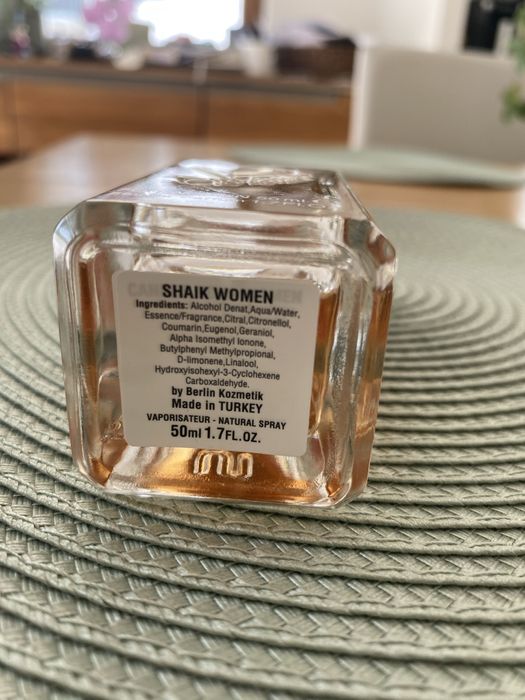 SHAIK WOMEN
Ingredients: Alcohol Denat,Aqua/Water,
Essence/Fragrance,Citral,Citronellol,
Coumarin,Eugenol,Geraniol,
Alpha Isomethyl Ionone,
Butylphenyl Methylpropional,
D-limonene,Linalool,
Hydroxyisohexyl-3-Cyclohexene
Carboxaldehyde.
by Berlin Kozmetik
Made in TURKEY
VAPORISATEUR - NATURAL SPRAY
50ml 1.7FL.OZ.